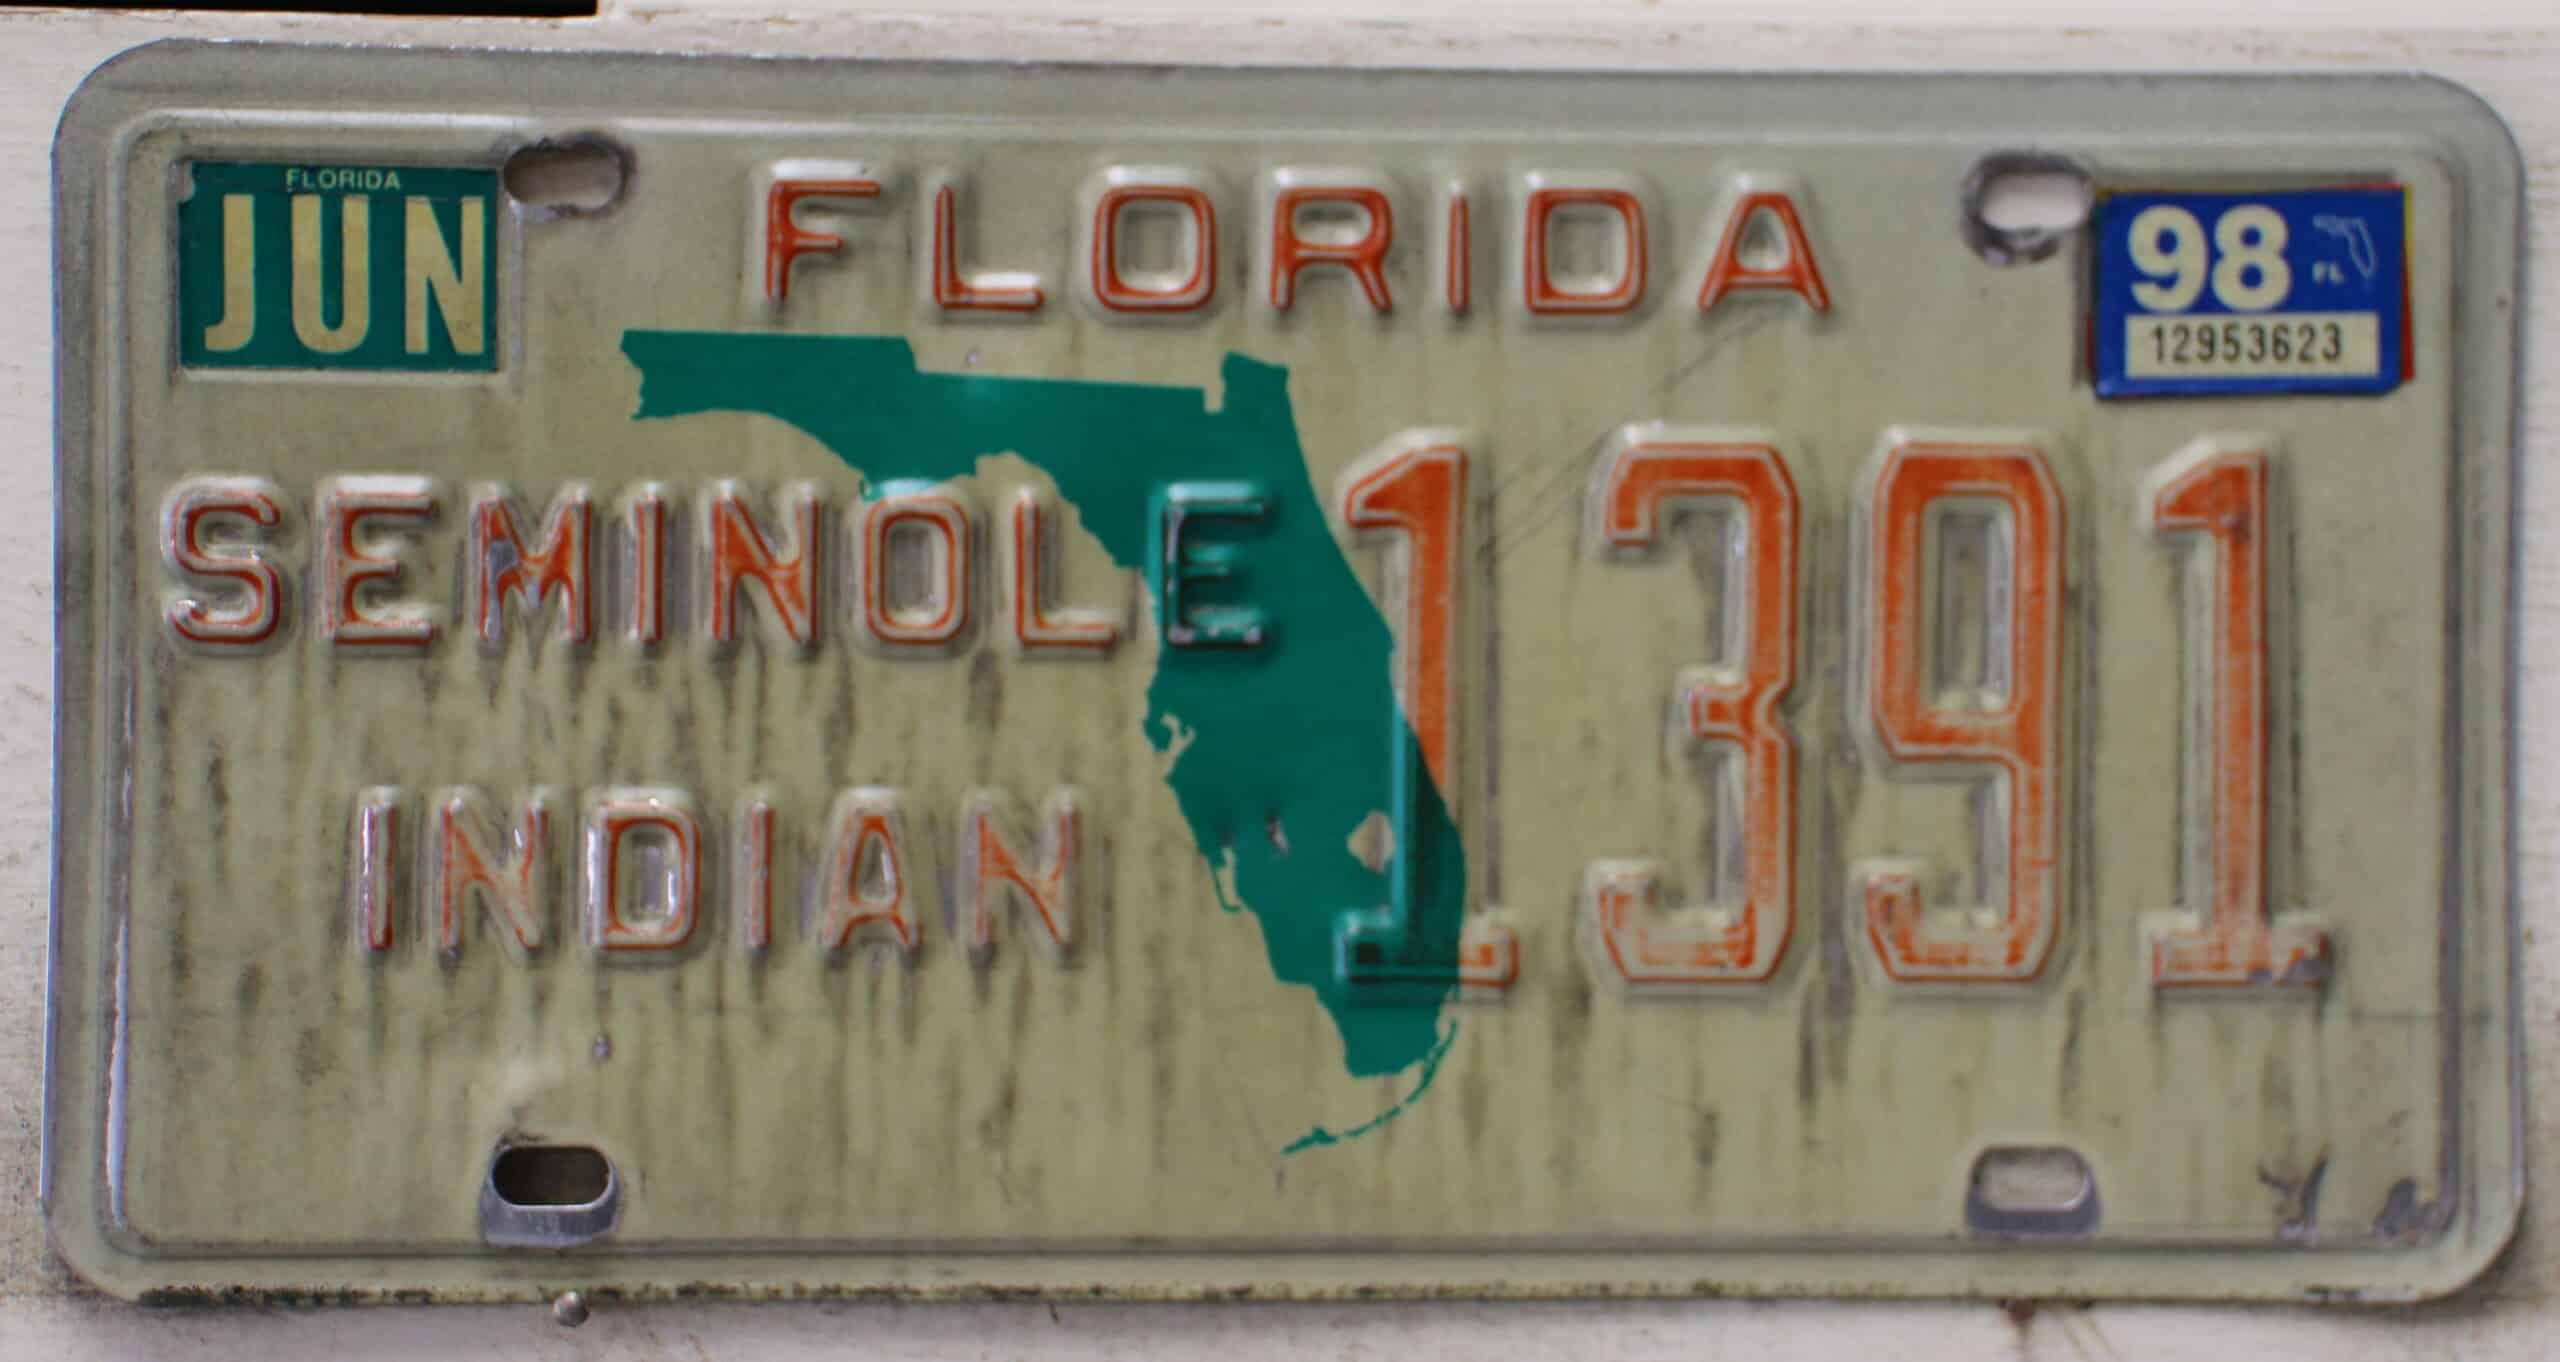 FLORIDA
JUN
FLORIDA
98 FL
12953623
SEMINOLE
INDIAN
1391